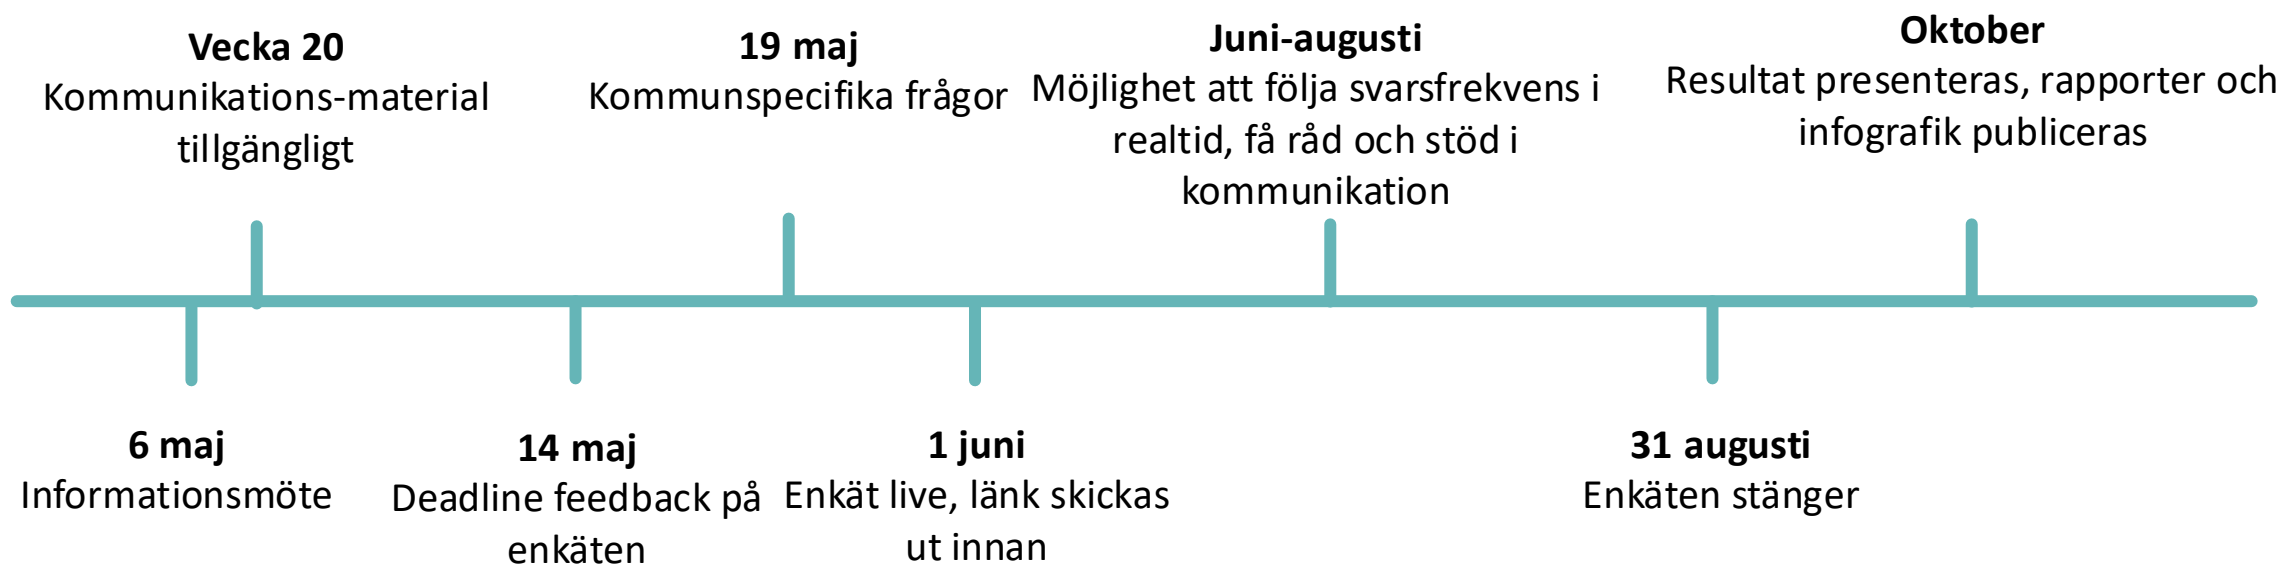 Vecka 20
Kommunikations-material
tillgängligt
19 maj
Kommunspecifika frågor
Juni-augusti
Möjlighet att följa svarsfrekvens i
realtid, få råd och stöd i
kommunikation
Oktober
Resultat presenteras, rapporter och
infografik publiceras
6 maj
Informationsmöte
14 maj
Deadline feedback på
enkäten
1 juni
Enkät live, länk skickas
ut innan
31 augusti
Enkäten stänger